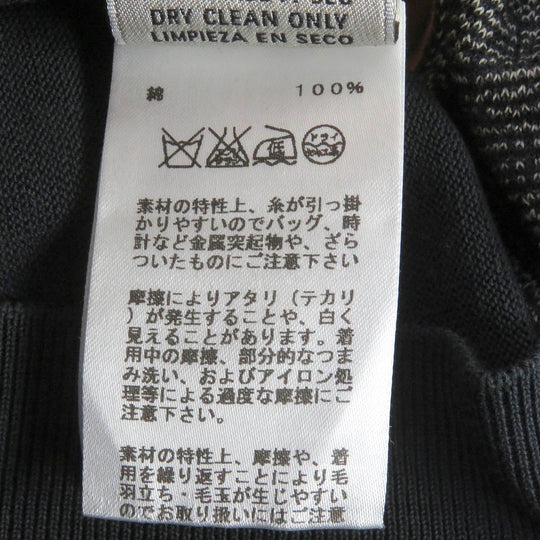 DRY CLEAN ONLY
LIMPIEZA EN SECO
綿 100%
低 ドライ
素材の特性上、糸が引っ掛
かりやすいのでバッグ、時
計など金属突起物や、ざら
ついたものにご注意下さい
摩擦によりアタリ（テカリ
）が発生することや、白く
見えることがあります。着
用中の摩擦、部分的なつま
み洗い、およびアイロン処
理等による過度な摩擦にご
注意下さい。
素材の特性上、摩擦や、着
用を繰り返すことにより毛
羽立ち・毛玉が生じやすい
のでお取り扱いにはご注意